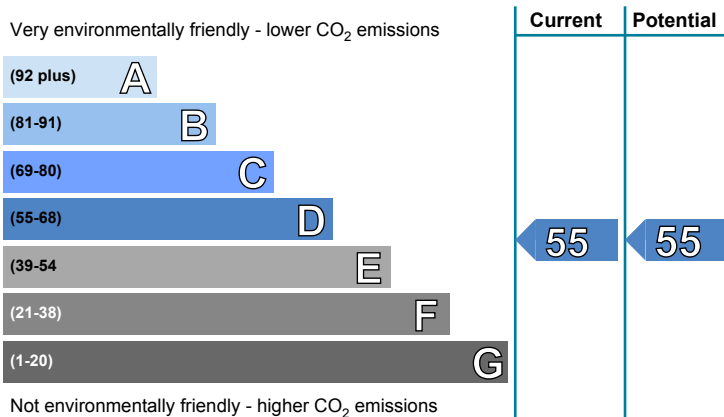 Very environmentally friendly - lower CO2 emissions
Current Potential
(92 plus) A
(81-91) B
(69-80) C
(55-68) D
55 55
(39-54 E
(21-38) F
(1-20) G
Not environmentally friendly - higher CO2 emissions